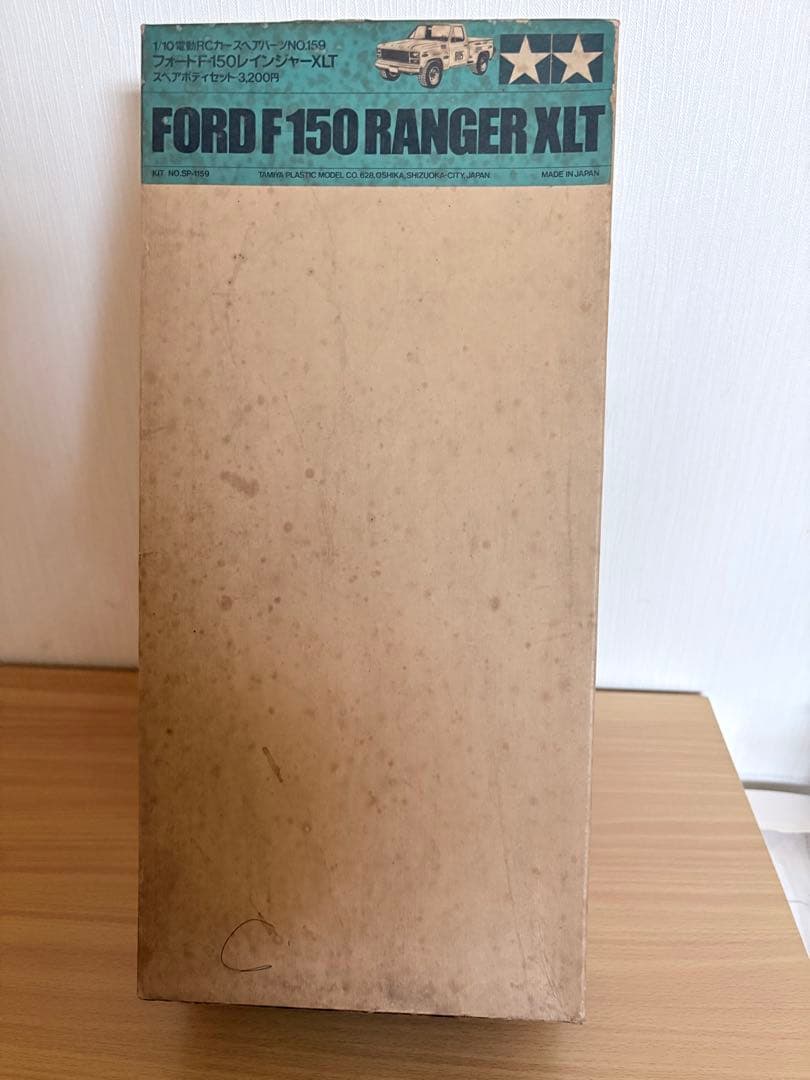 1/10電動RCカースペアパーツNO.159
フォードF-150レインジャーXLT
スペアボディセット 3,200円
FORD F150 RANGER XLT
KIT NO.SP-1159 TAMIYA PLASTIC MODEL CO. 628, OSHIKA, SHIZUOKA-CITY, JAPAN. MADE IN JAPAN
C